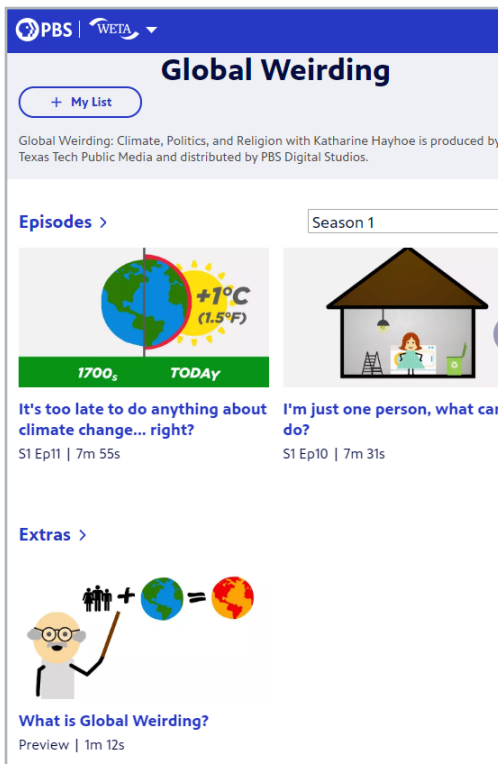 PBS | WETA
Global Weirding
+ My List
Global Weirding: Climate, Politics, and Religion with Katharine Hayhoe is produced by
Texas Tech Public Media and distributed by PBS Digital Studios.
Episodes >
Season 1
+1°C
(1.5°F)
1700s
TODAY
It's too late to do anything about
climate change... right?
S1 Ep11 | 7m 55s
I'm just one person, what can
do?
S1 Ep10 | 7m 31s
Extras >
+ =
What is Global Weirding?
Preview | 1m 12s